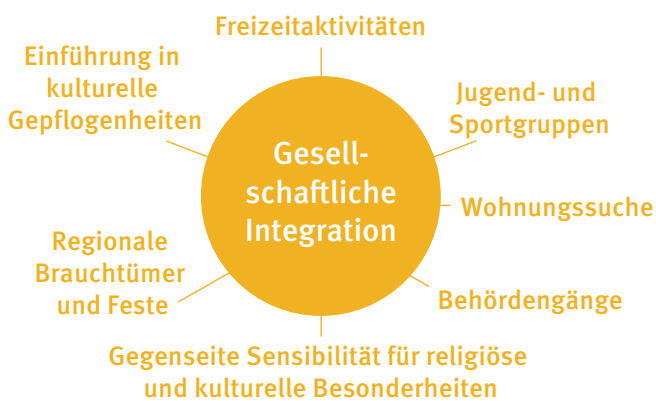 Freizeitaktivitäten
Einführung in
kulturelle
Gepflogenheiten
Jugend- und
Sportgruppen
Gesell-
schaftliche
Integration
Wohnungssuche
Regionale
Brauchtümer
und Feste
Behördengänge
Gegenseite Sensibilität für religiöse
und kulturelle Besonderheiten